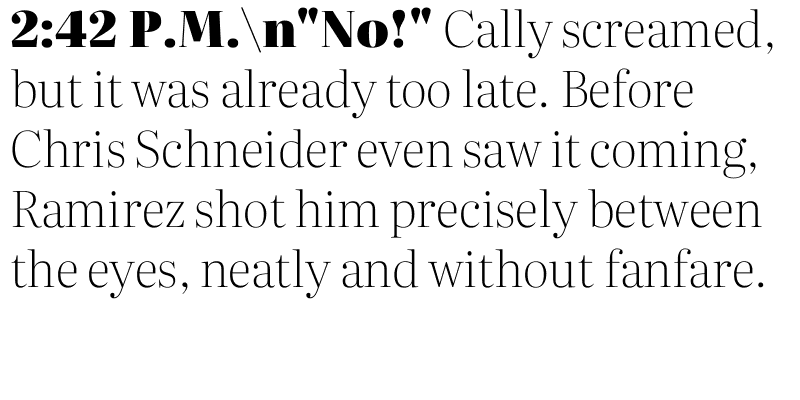 2:42 P.M.\n"No!" Cally screamed,
but it was already too late. Before
Chris Schneider even saw it coming,
Ramirez shot him precisely between
the eyes, neatly and without fanfare.